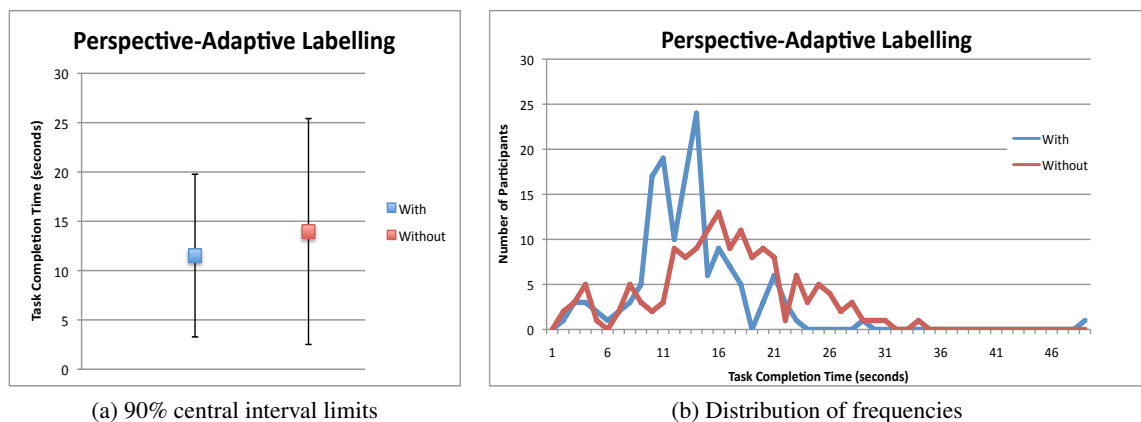 Perspective-Adaptive Labelling
Task Completion Time (seconds)
30
25
20
15
10
5
0
With
Without
(a) 90% central interval limits
Perspective-Adaptive Labelling
Number of Participants
30
25
20
15
10
5
0
With
Without
1 6 11 16 21 26 31 36 41 46
Task Completion Time (seconds)
(b) Distribution of frequencies